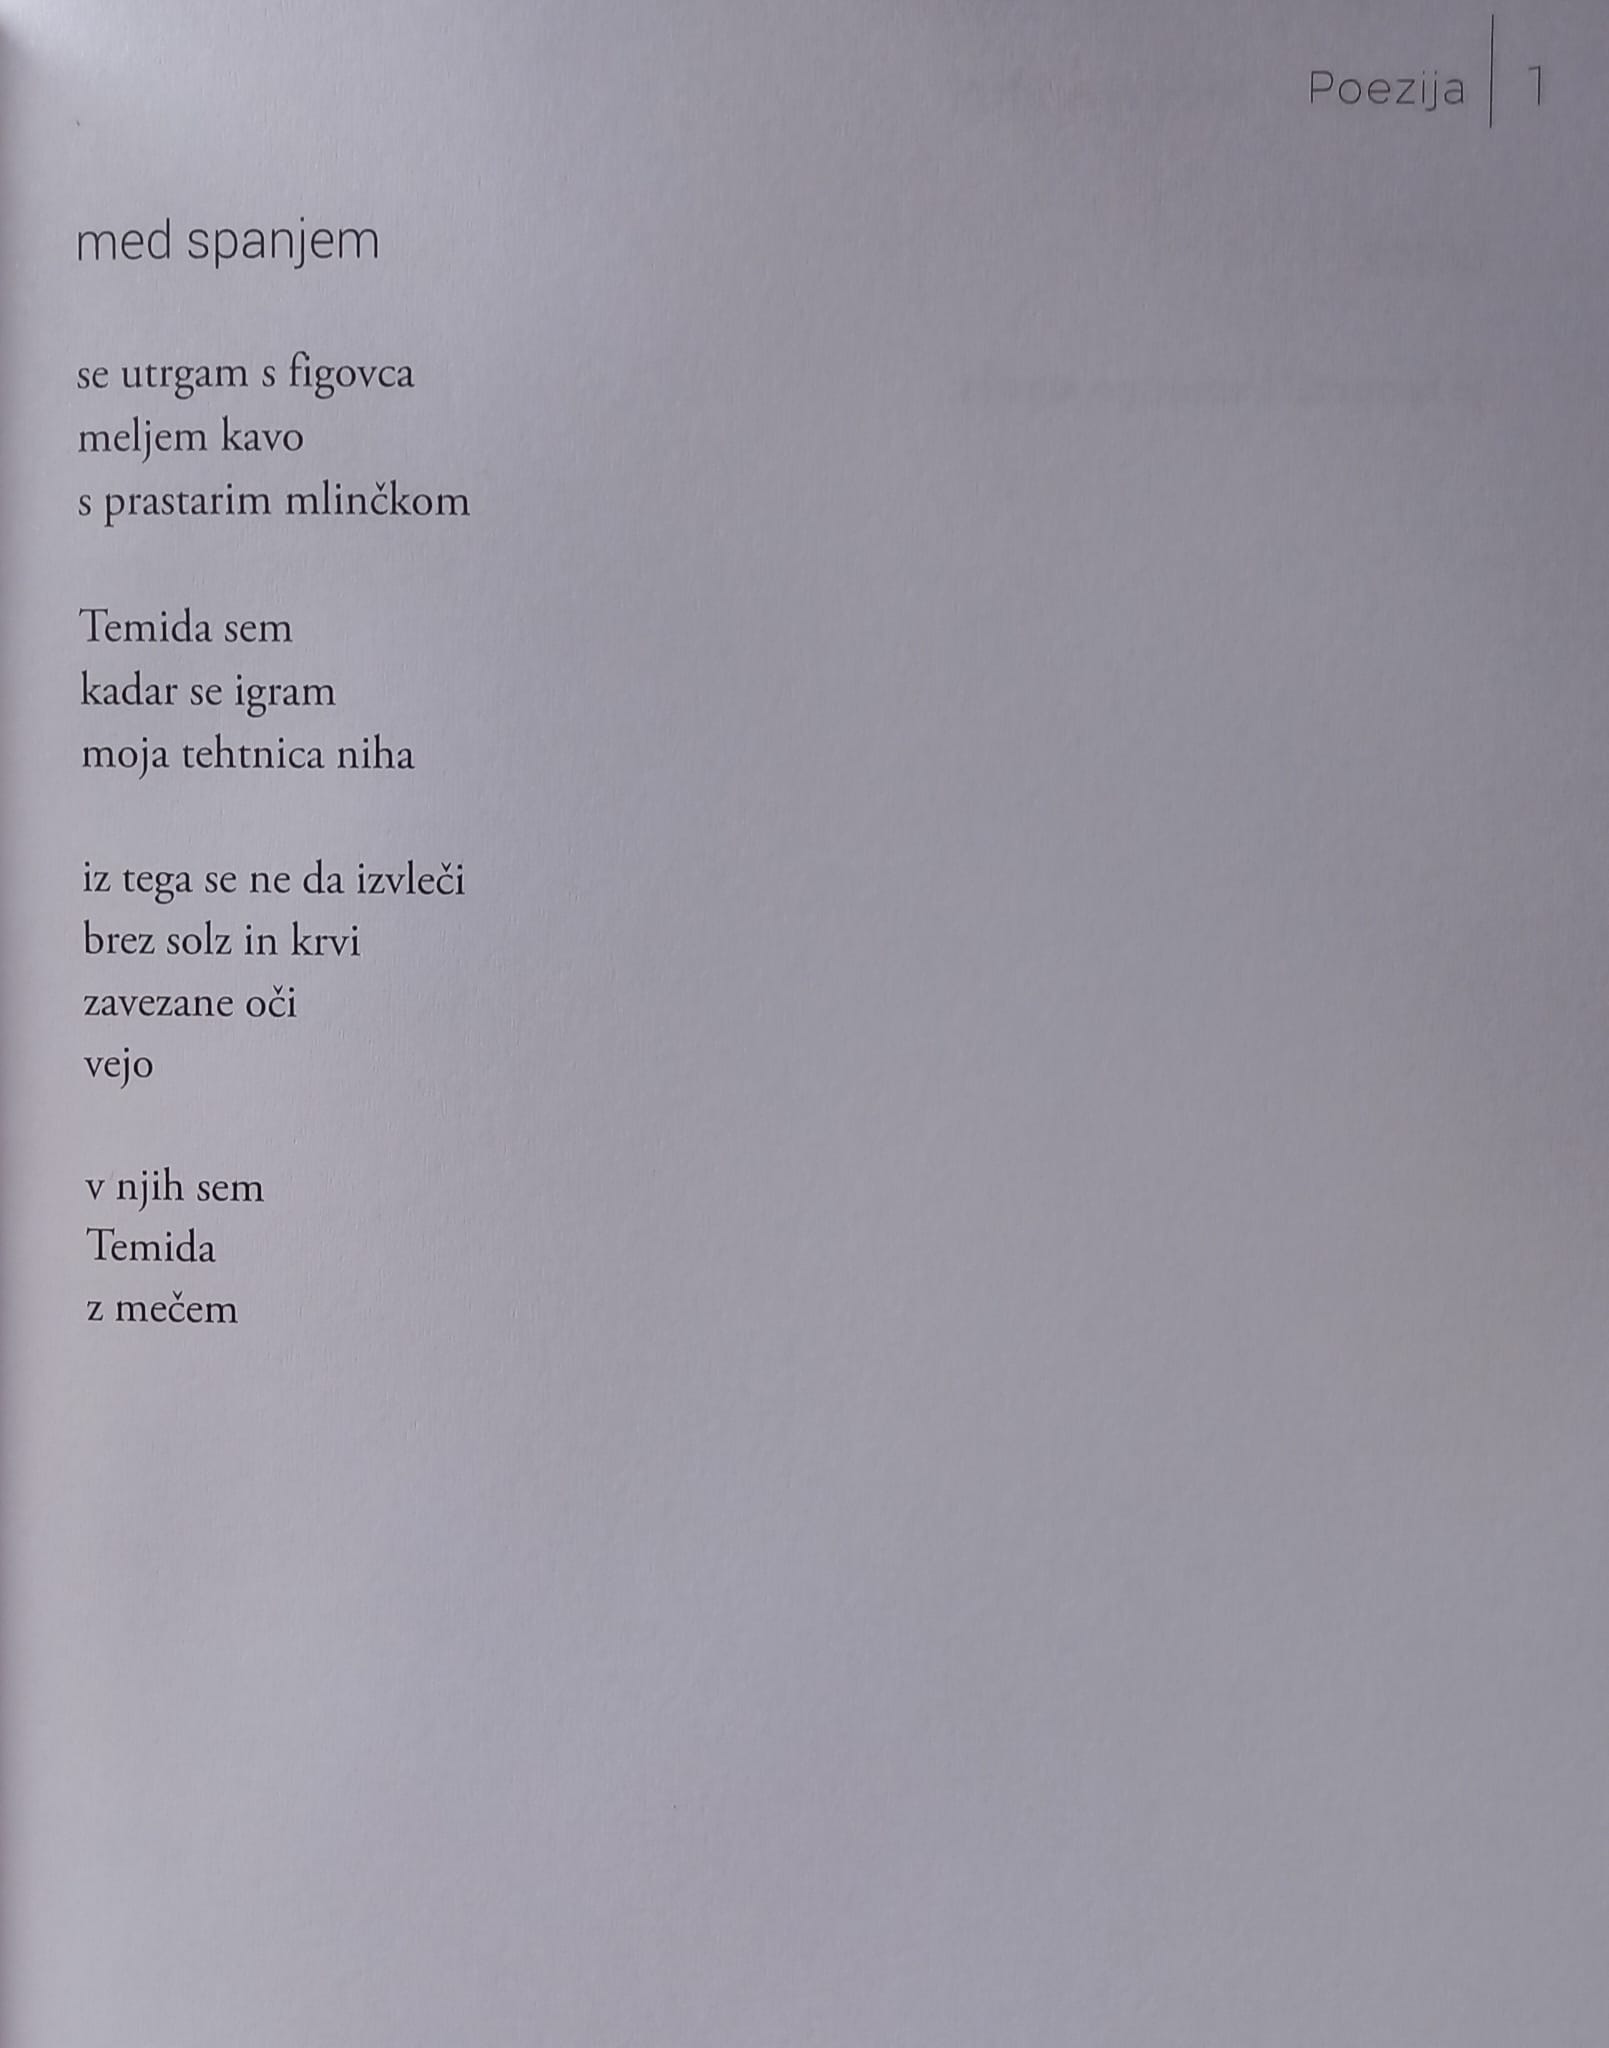 Poezija 1
med spanjem
se utrgam s figovca
meljem kavo
s prastarim mlinčkom
Temida sem
kadar se igram
moja tehtnica niha
iz tega se ne da izvleči
brez solz in krvi
zavezane oči
vejo
v njih sem
Temida
z mečem